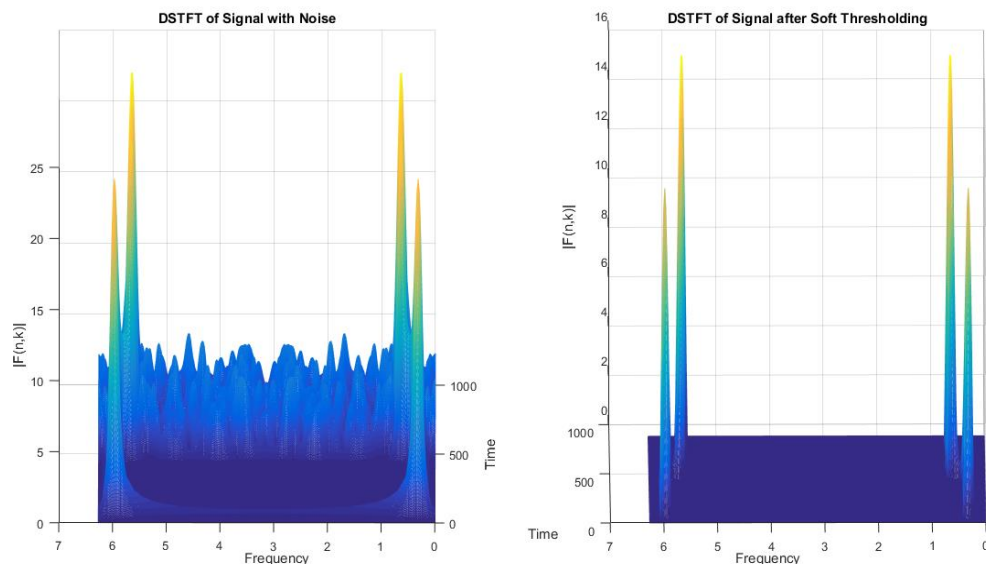 DSTFT of Signal with Noise
|F(n,k)|
25
20
15
10
5
0
1000
500
0
Time
7 6 5 4 3 2 1 0
Frequency
DSTFT of Signal after Soft Thresholding
|F(n,k)|
16
14
12
10
8
6
4
2
0
1000
500
0
Time
7 6 5 4 3 2 1 0
Frequency